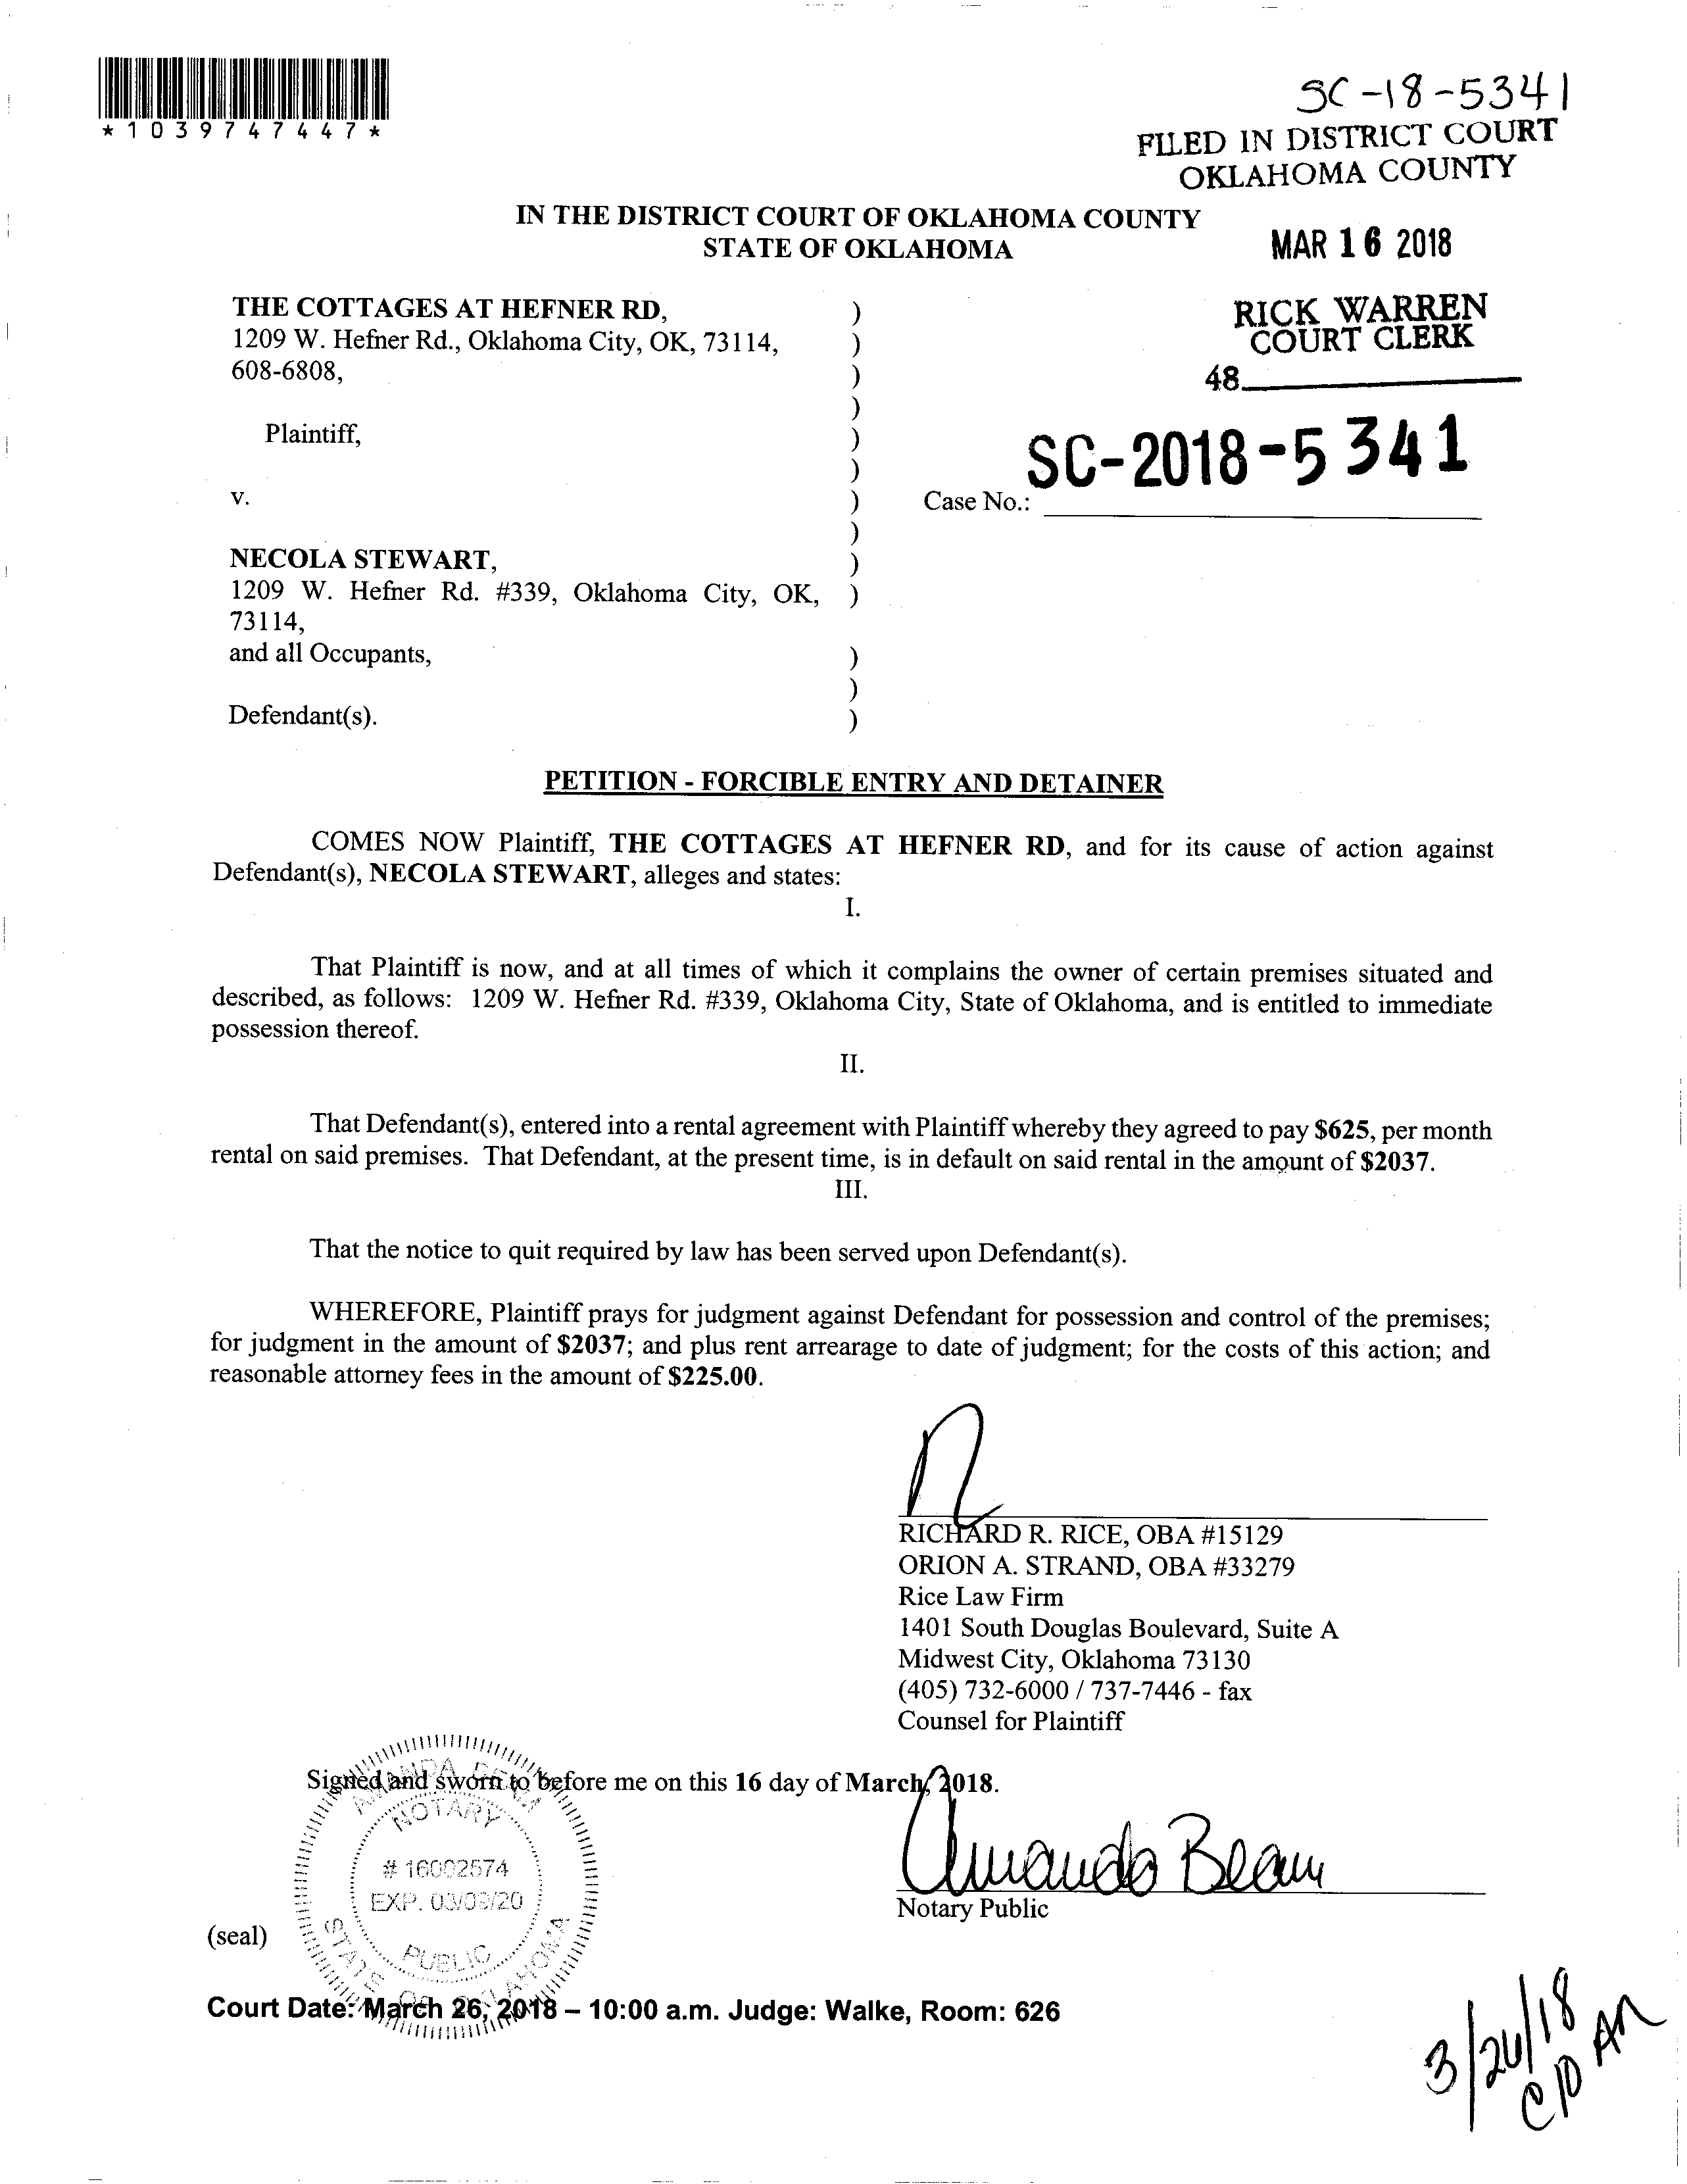 *1039747447*
SC-18-5341
FILED IN DISTRICT COURT
OKLAHOMA COUNTY
IN THE DISTRICT COURT OF OKLAHOMA COUNTY
STATE OF OKLAHOMA
MAR 16 2018
RICK WARREN
COURT CLERK
48
THE COTTAGES AT HEFNER RD, )
1209 W. Hefner Rd., Oklahoma City, OK, 73114, )
608-6808, )
)
Plaintiff, )
)
SC-2018-5341
v. ) Case No.:
)
NECOLA STEWART, )
1209 W. Hefner Rd. #339, Oklahoma City, OK, )
73114,
and all Occupants, )
)
Defendant(s). )
PETITION - FORCIBLE ENTRY AND DETAINER
COMES NOW Plaintiff, THE COTTAGES AT HEFNER RD, and for its cause of action against
Defendant(s), NECOLA STEWART, alleges and states:
I.
That Plaintiff is now, and at all times of which it complains the owner of certain premises situated and
described, as follows: 1209 W. Hefner Rd. #339, Oklahoma City, State of Oklahoma, and is entitled to immediate
possession thereof.
II.
That Defendant(s), entered into a rental agreement with Plaintiff whereby they agreed to pay $625, per month
rental on said premises. That Defendant, at the present time, is in default on said rental in the amount of $2037.
III.
That the notice to quit required by law has been served upon Defendant(s).
WHEREFORE, Plaintiff prays for judgment against Defendant for possession and control of the premises;
for judgment in the amount of $2037; and plus rent arrearage to date of judgment; for the costs of this action; and
reasonable attorney fees in the amount of $225.00.
RICHARD R. RICE, OBA #15129
ORION A. STRAND, OBA #33279
Rice Law Firm
1401 South Douglas Boulevard, Suite A
Midwest City, Oklahoma 73130
(405) 732-6000 / 737-7446 - fax
Counsel for Plaintiff
Signed and sworn to before me on this 16 day of March, 2018.
Amanda Beam
Notary Public
AMANDA BEAM
NOTARY
# 16002574
EXP. 03/03/20
PUBLIC
STATE OF OKLAHOMA
(seal)
Court Date: March 26, 2018 – 10:00 a.m. Judge: Walke, Room: 626
3/26/18